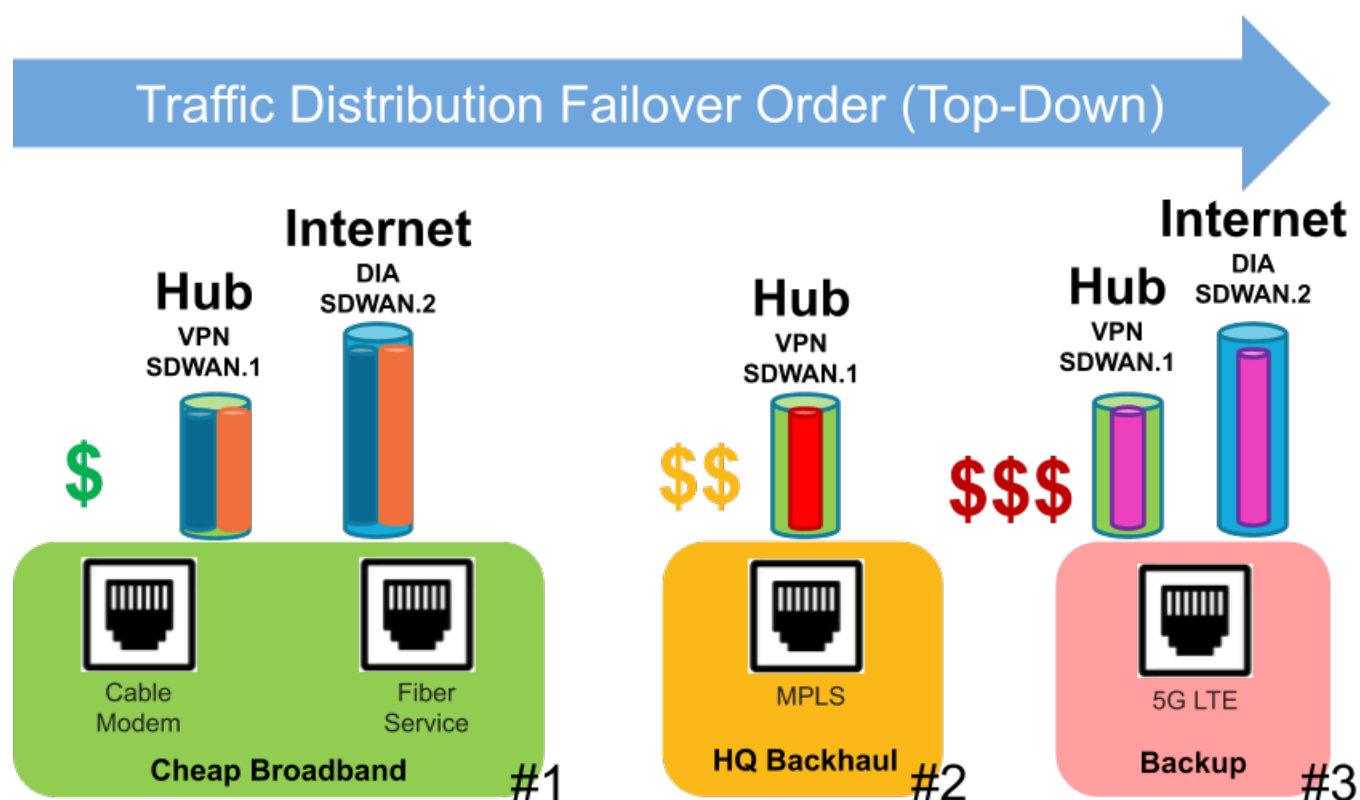 Traffic Distribution Failover Order (Top-Down)
Internet
DIA
SDWAN.2
Hub
VPN
SDWAN.1
$
Cable
Modem
Fiber
Service
Cheap Broadband
#1
Hub
VPN
SDWAN.1
$$
MPLS
HQ Backhaul
#2
Internet
DIA
SDWAN.2
Hub
VPN
SDWAN.1
$$$
5G LTE
Backup
#3